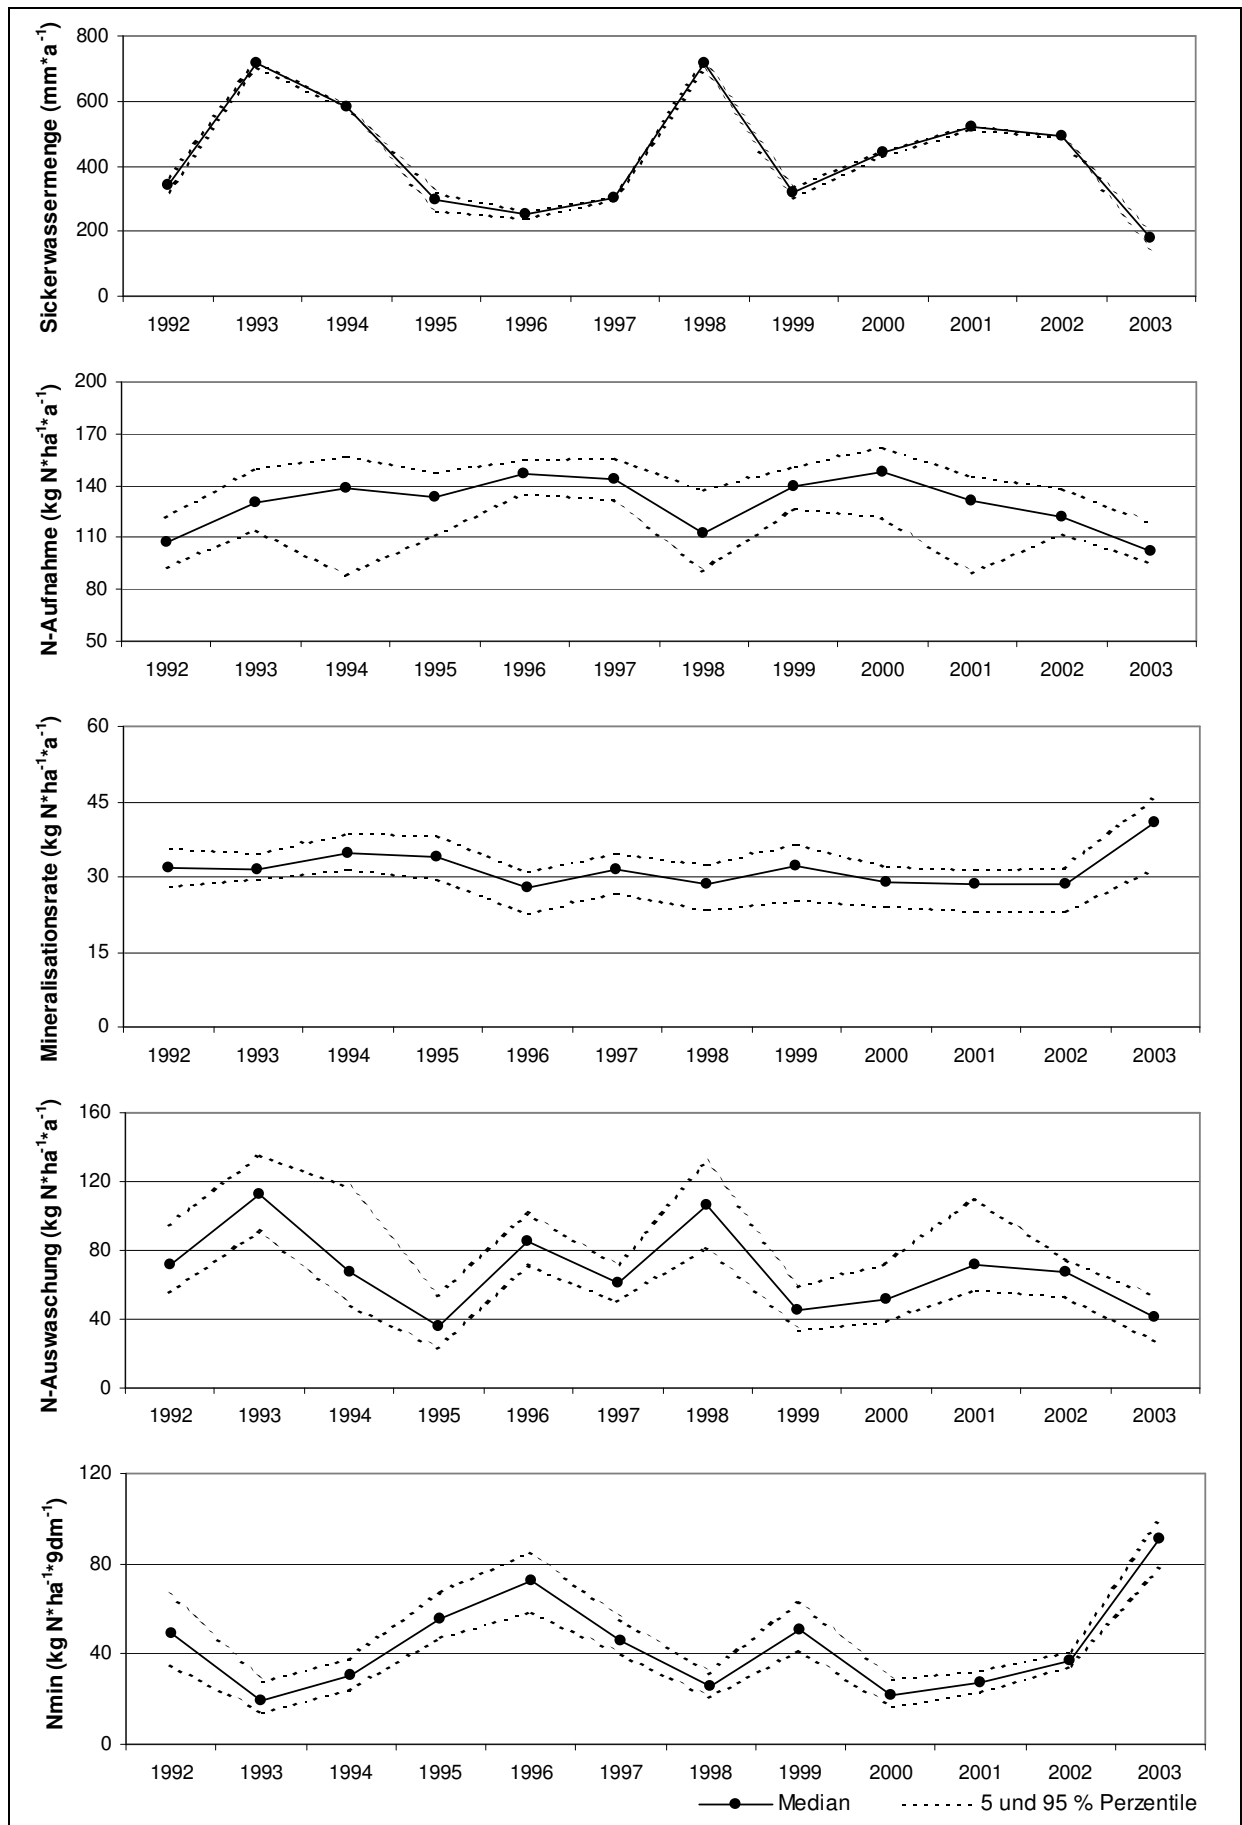 Sickerwassermenge (mm*a⁻¹)
800
600
400
200
0
1992 1993 1994 1995 1996 1997 1998 1999 2000 2001 2002 2003
N-Aufnahme (kg N*ha⁻¹*a⁻¹)
200
170
140
110
80
50
1992 1993 1994 1995 1996 1997 1998 1999 2000 2001 2002 2003
Mineralisationsrate (kg N*ha⁻¹*a⁻¹)
60
45
30
15
0
1992 1993 1994 1995 1996 1997 1998 1999 2000 2001 2002 2003
N-Auswaschung (kg N*ha⁻¹*a⁻¹)
160
120
80
40
0
1992 1993 1994 1995 1996 1997 1998 1999 2000 2001 2002 2003
Nmin (kg N*ha⁻¹*9dm⁻¹)
120
80
40
0
1992 1993 1994 1995 1996 1997 1998 1999 2000 2001 2002 2003
Median 5 und 95 % Perzentile